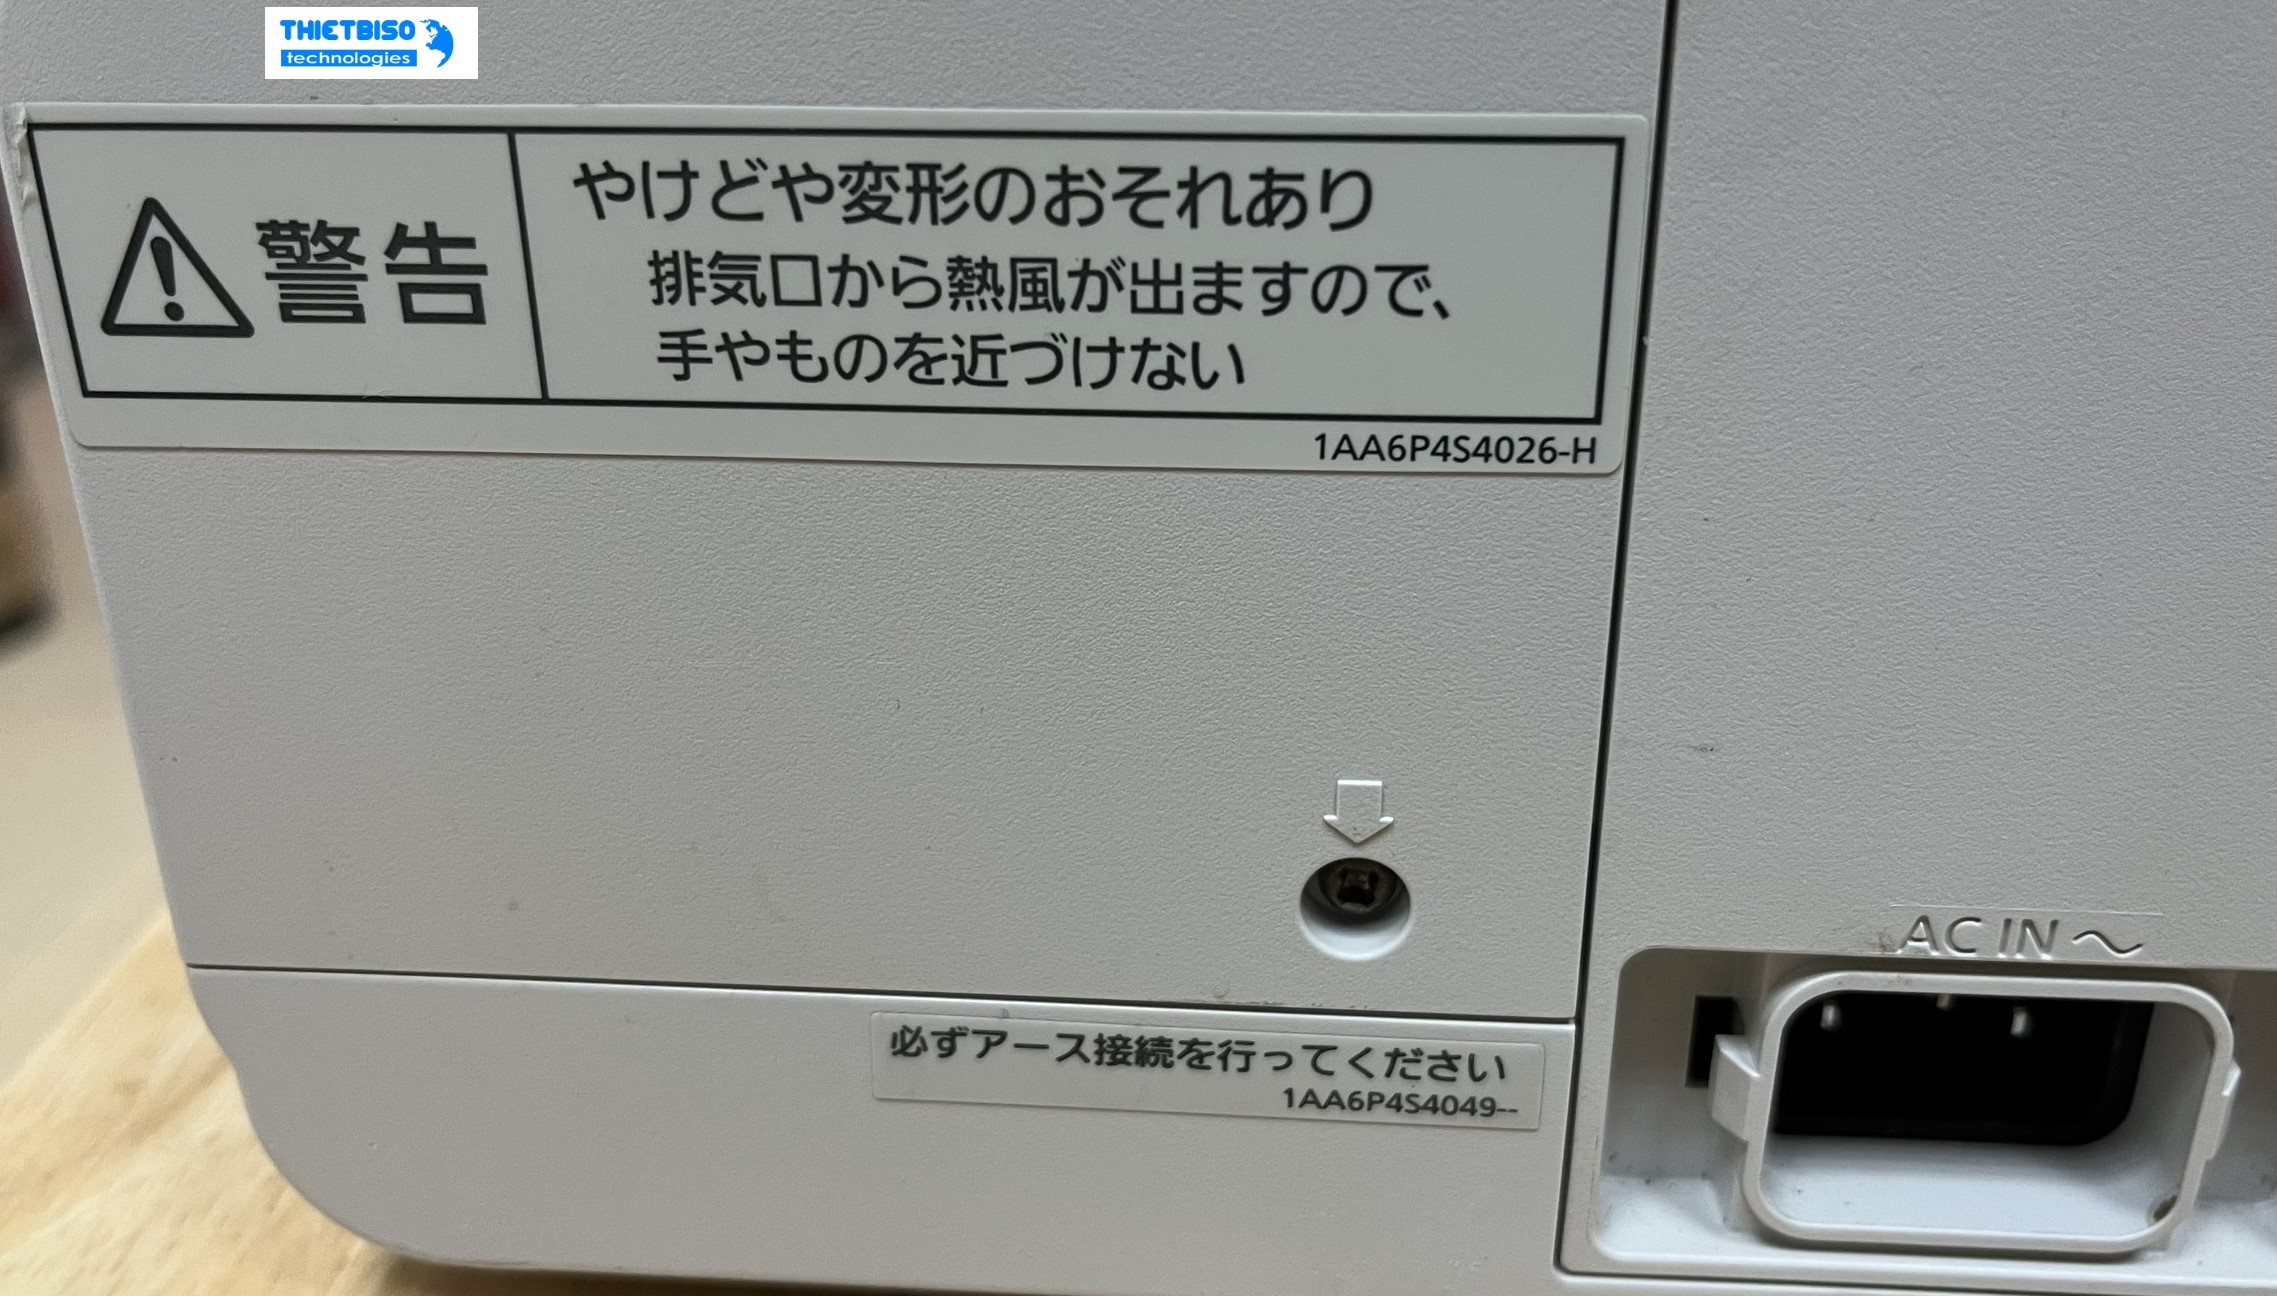 THIETBISO
technologies
警告
やけどや変形のおそれあり
排気口から熱風が出ますので、
手やものを近づけない
1AA6P4S4026-H
AC IN ～
必ずアース接続を行ってください
1AA6P4S4049--